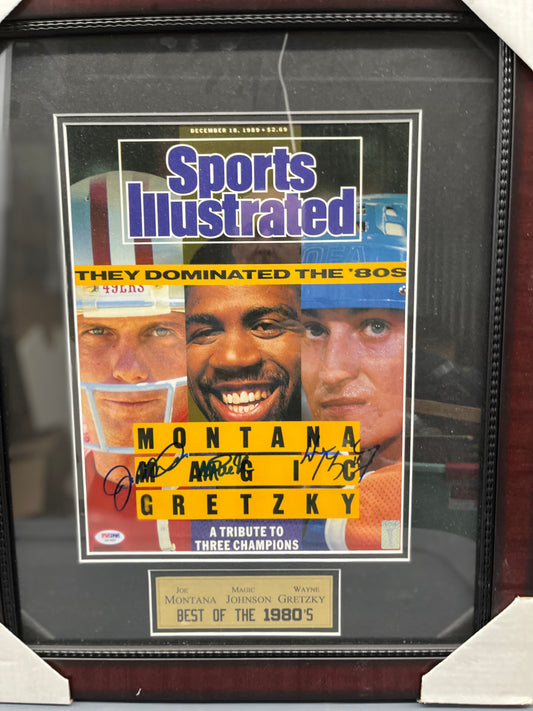 DECEMBER 18, 1989 • $2.69
Sports
Illustrated
THEY DOMINATED THE '80S
49ERS
MONTANA
MAGIC
GRETZKY
A TRIBUTE TO
THREE CHAMPIONS
PSA/DNA
JOE MAGIC WAYNE
MONTANA JOHNSON GRETZKY
BEST OF THE 1980'S